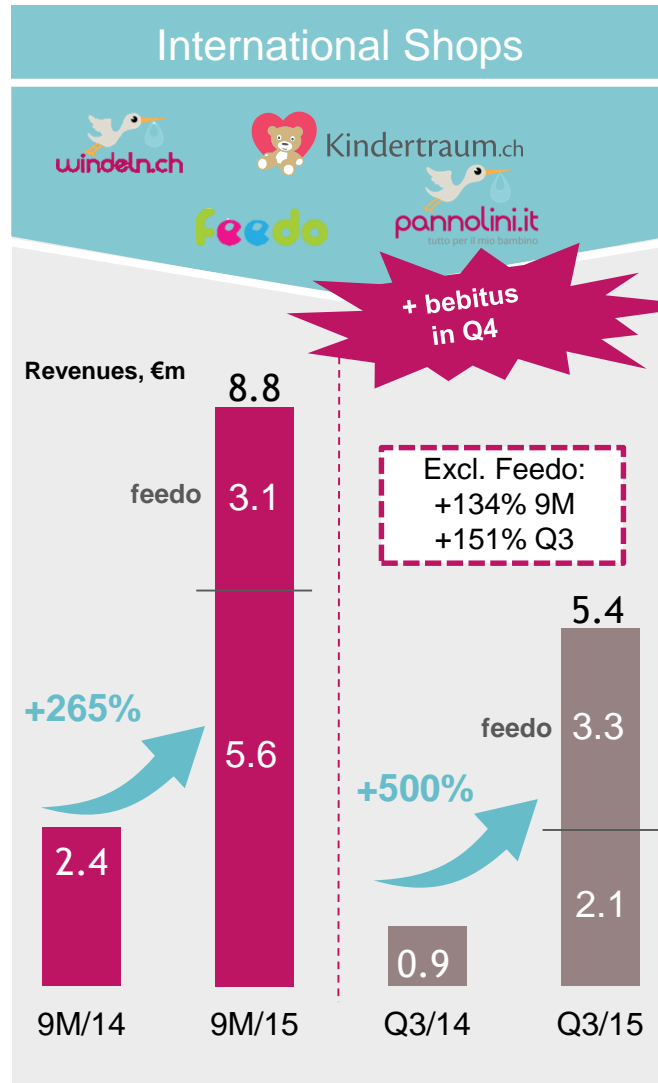 International Shops
windeln.ch
Kindertraum.ch
feedo
pannolini.it
tutto per il mio bambino
+ bebitus
in Q4
Revenues, €m
8.8
feedo
3.1
+265%
5.6
2.4
9M/14
9M/15
Excl. Feedo:
+134% 9M
+151% Q3
5.4
feedo
3.3
+500%
2.1
0.9
Q3/14
Q3/15